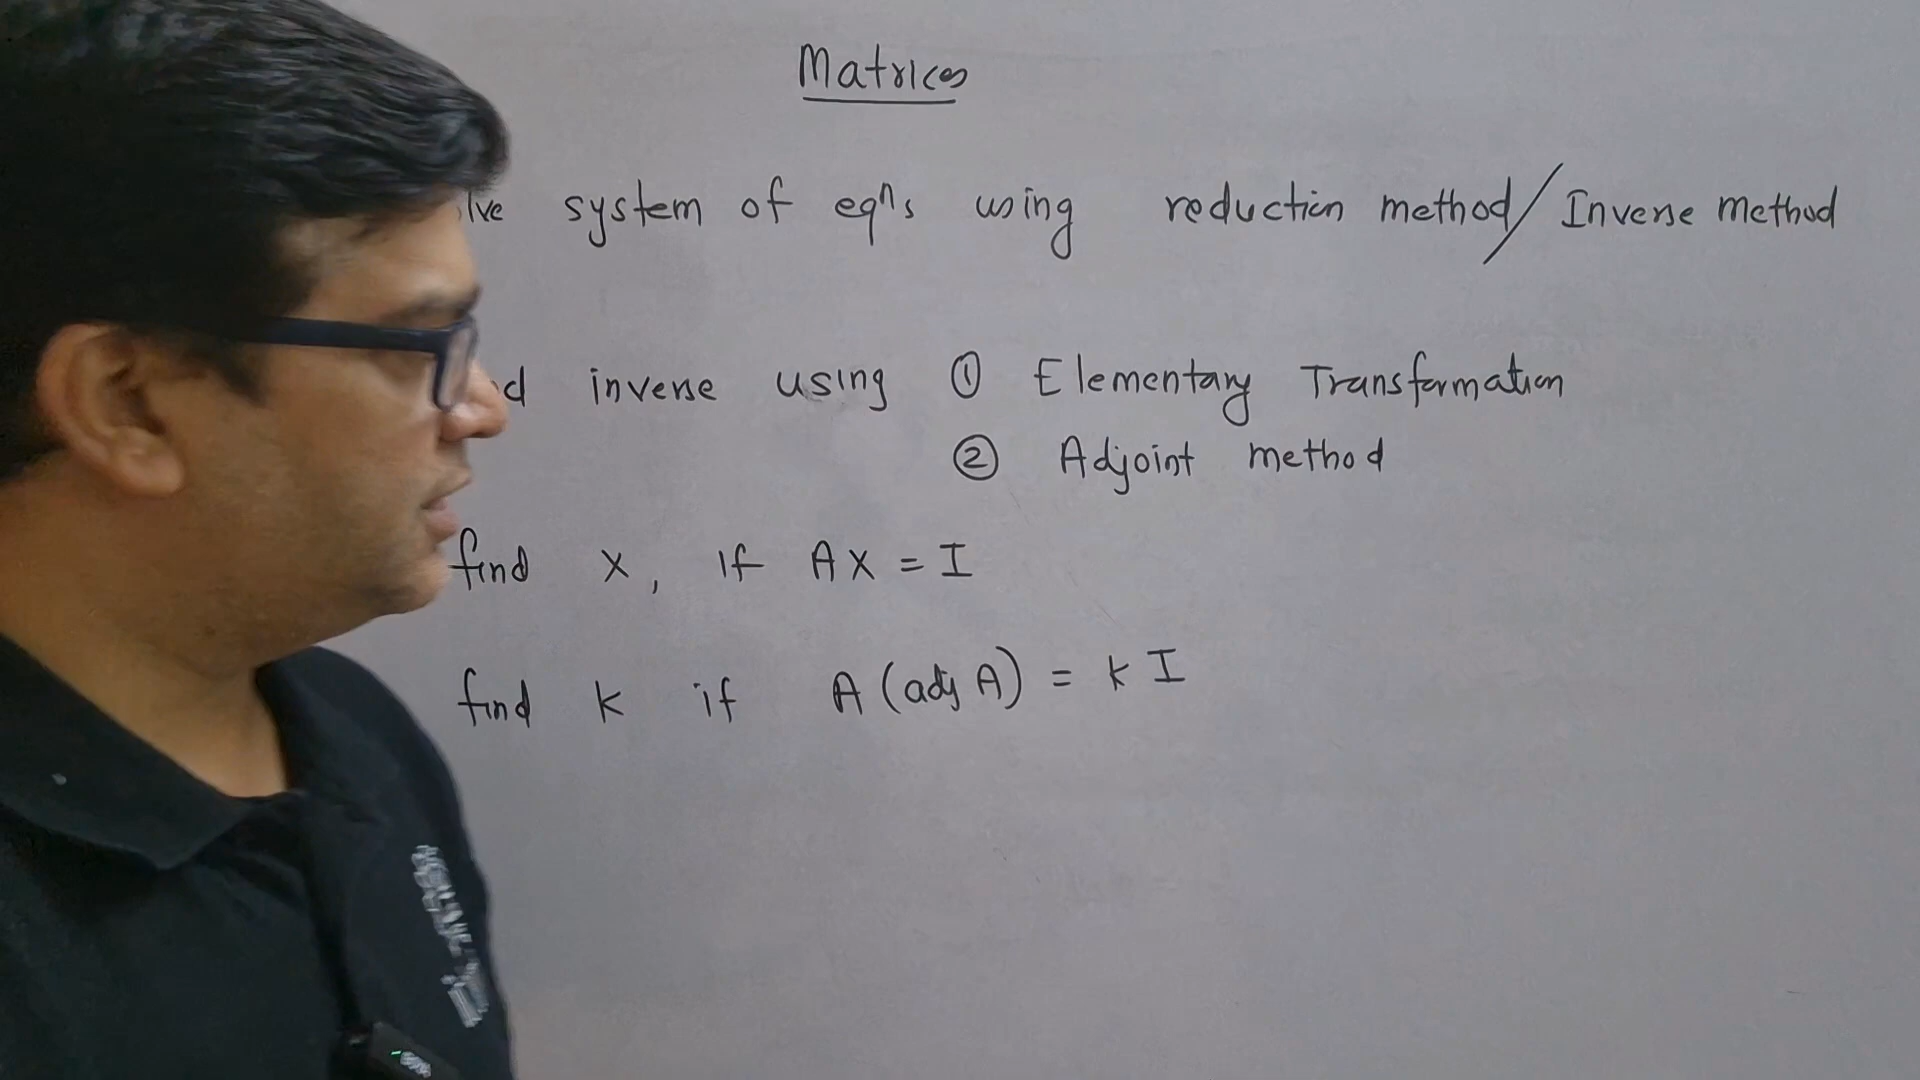 Matrices
lve system of eqⁿs using reduction method/Inverse Method
d inverse using ① Elementary Transformation
② Adjoint method
find X, if AX = I
find K if A (adj A) = K I